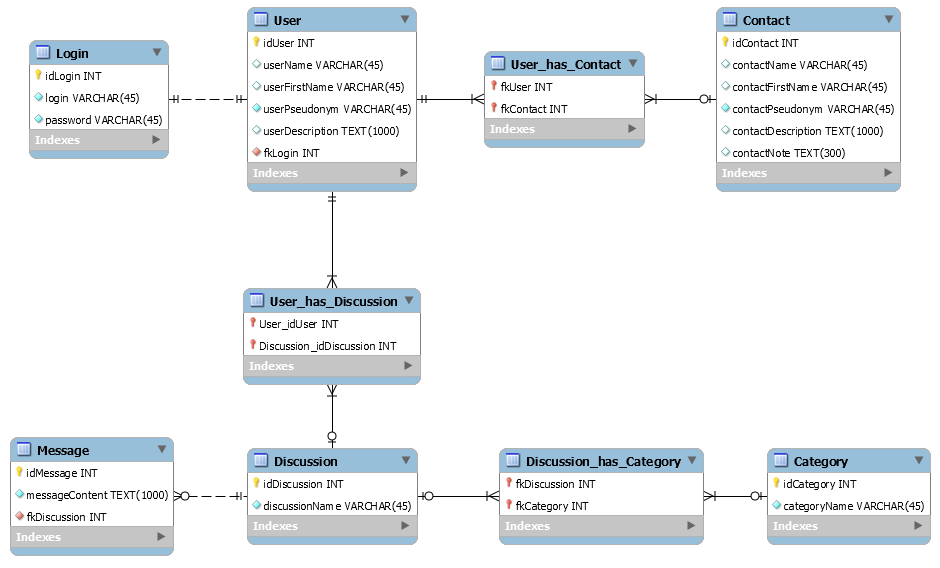 Login
idLogin INT
login VARCHAR(45)
password VARCHAR(45)
Indexes
User
idUser INT
userName VARCHAR(45)
userFirstName VARCHAR(45)
userPseudonym VARCHAR(45)
userDescription TEXT(1000)
fkLogin INT
Indexes
User_has_Contact
fkUser INT
fkContact INT
Indexes
Contact
idContact INT
contactName VARCHAR(45)
contactFirstName VARCHAR(45)
contactPseudonym VARCHAR(45)
contactDescription TEXT(1000)
contactNote TEXT(300)
Indexes
User_has_Discussion
User_idUser INT
Discussion_idDiscussion INT
Indexes
Message
idMessage INT
messageContent TEXT(1000)
fkDiscussion INT
Indexes
Discussion
idDiscussion INT
discussionName VARCHAR(45)
Indexes
Discussion_has_Category
fkDiscussion INT
fkCategory INT
Indexes
Category
idCategory INT
categoryName VARCHAR(45)
Indexes